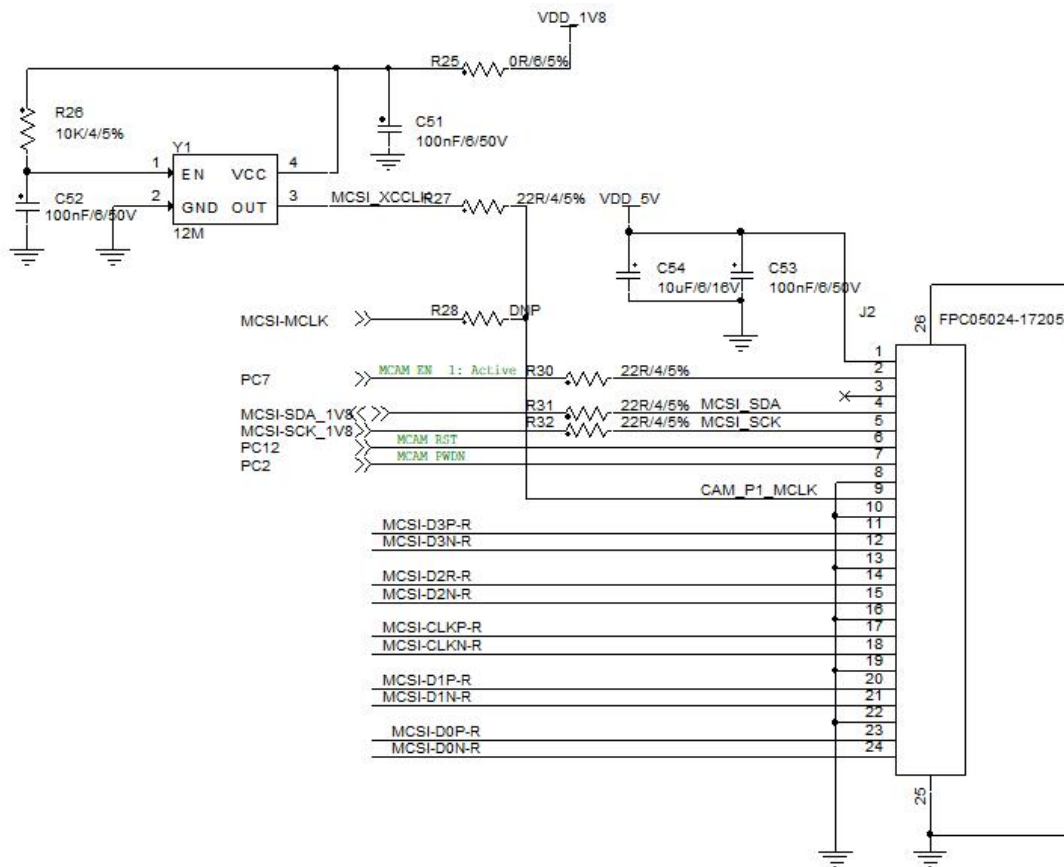 VDD_1V8
R25 0R/6/5%
R26
10K/4/5%
C51
100nF/6/50V
Y1
1 EN VCC 4
2 GND OUT 3
12M
C52
100nF/6/50V
MCSI_XCCLK R27 22R/4/5%
VDD_5V
C54
10uF/6/16V
C53
100nF/6/50V
MCSI-MCLK R28 DNP
J2
26
FPC05024-17205
1
PC7 MCAM EN 1: Active R30 22R/4/5% 2
3
MCSI-SDA_1V8 R31 22R/4/5% MCSI_SDA 4
MCSI-SCK_1V8 R32 22R/4/5% MCSI_SCK 5
PC12 MCAM RST 6
PC2 MCAM PWDN 7
8
CAM_P1_MCLK 9
10
MCSI-D3P-R 11
MCSI-D3N-R 12
13
MCSI-D2R-R 14
MCSI-D2N-R 15
16
MCSI-CLKP-R 17
MCSI-CLKN-R 18
19
MCSI-D1P-R 20
MCSI-D1N-R 21
22
MCSI-D0P-R 23
MCSI-D0N-R 24
25